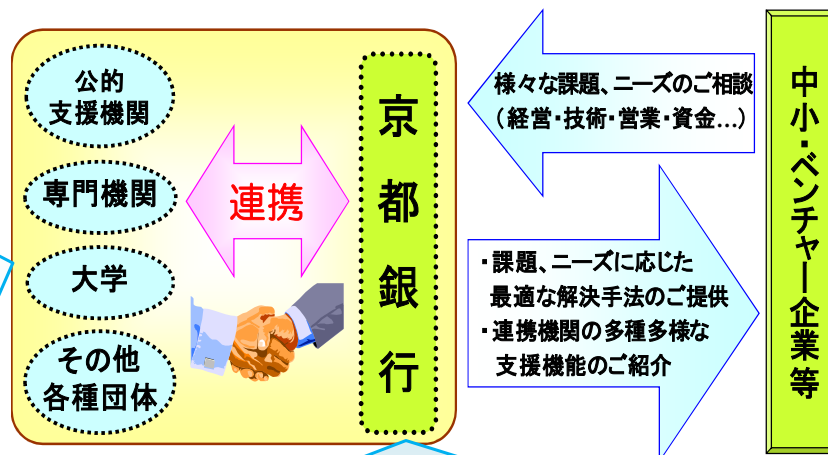 公的
支援機関
専門機関
大学
その他
各種団体
連携
京都銀行
様々な課題、ニーズのご相談
（経営・技術・営業・資金…）
・課題、ニーズに応じた
最適な解決手法のご提供
・連携機関の多種多様な
支援機能のご紹介
中小・ベンチャー企業等